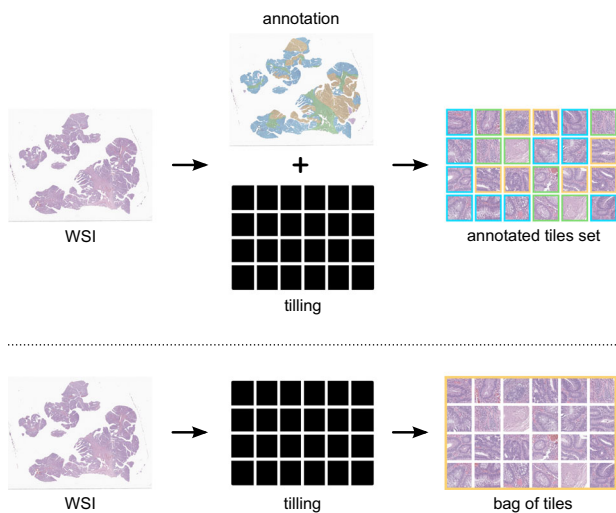 annotation
+
WSI
annotated tiles set
tilling
WSI
tilling
bag of tiles